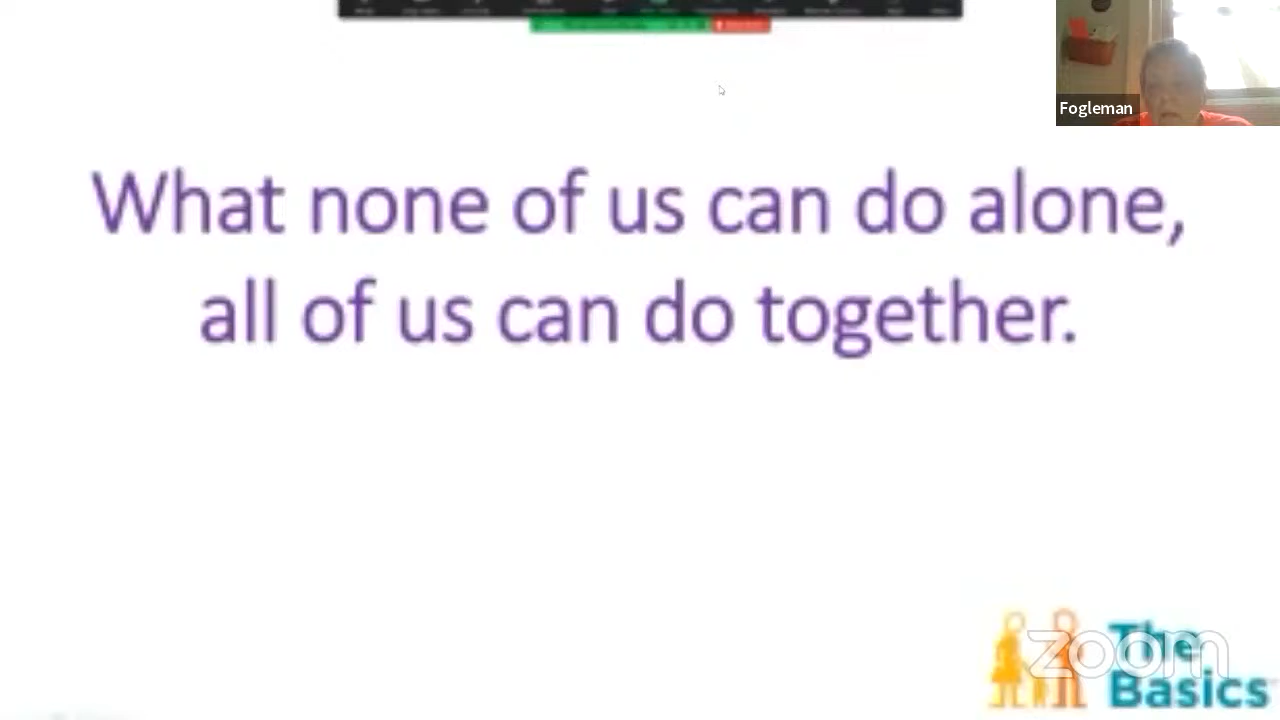 Fogleman
What none of us can do alone,
all of us can do together.
The
zoom
Basics